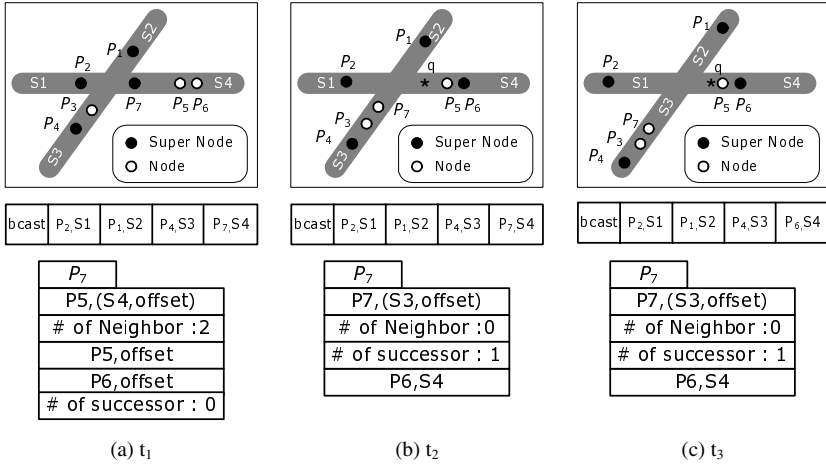 P1
S2
P2
S1
S4
P7
P5 P6
P3
P4
S3
Super Node
Node
bcast P2,S1 P1,S2 P4,S3 P7,S4
P7
P5,(S4,offset)
# of Neighbor :2
P5,offset
P6,offset
# of successor : 0
(a) t1
P1
S2
P2
q
S1
S4
P7
P5 P6
P3
P4
S3
Super Node
Node
bcast P2,S1 P1,S2 P4,S3 P7,S4
P7
P7,(S3,offset)
# of Neighbor :0
# of successor : 1
P6,S4
(b) t2
P1
S2
P2
q
S1
S4
S3
P5 P6
P7
P3
P4
Super Node
Node
bcast P2,S1 P1,S2 P4,S3 P6,S4
P7
P7,(S3,offset)
# of Neighbor :0
# of successor : 1
P6,S4
(c) t3